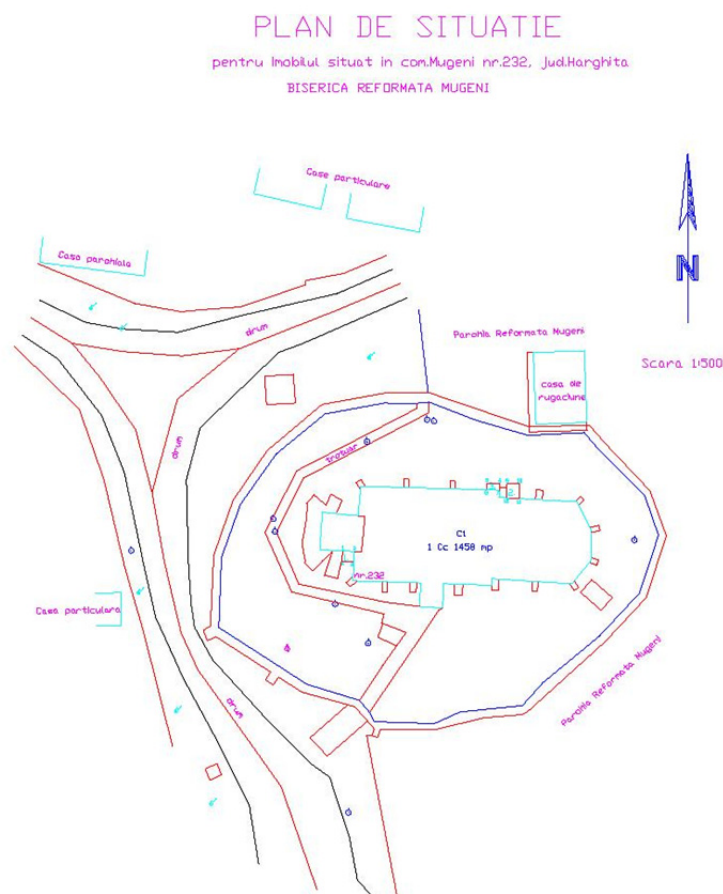 PLAN DE SITUATIE
pentru Imobilul situat in com.Mugeni nr.232, jud.Harghita
BISERICA REFORMATA MUGENI
Case particulare
Casa parohiala
N
drum
Parohia Reformata Mugeni
Scara 1:500
casa de
rugaciune
drum
trotuar
C1
1 Cc 1458 mp
nr.232
Casa particulara
Parohia Reformata Mugeni
drum